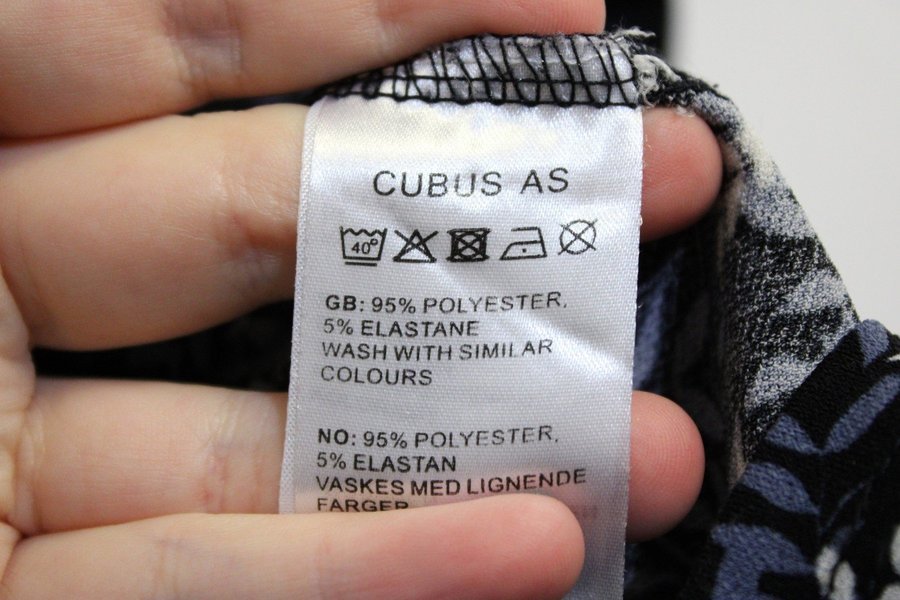 CUBUS AS
40°
GB: 95% POLYESTER,
5% ELASTANE
WASH WITH SIMILAR
COLOURS
NO: 95% POLYESTER,
5% ELASTAN
VASKES MED LIGNENDE
FARGER